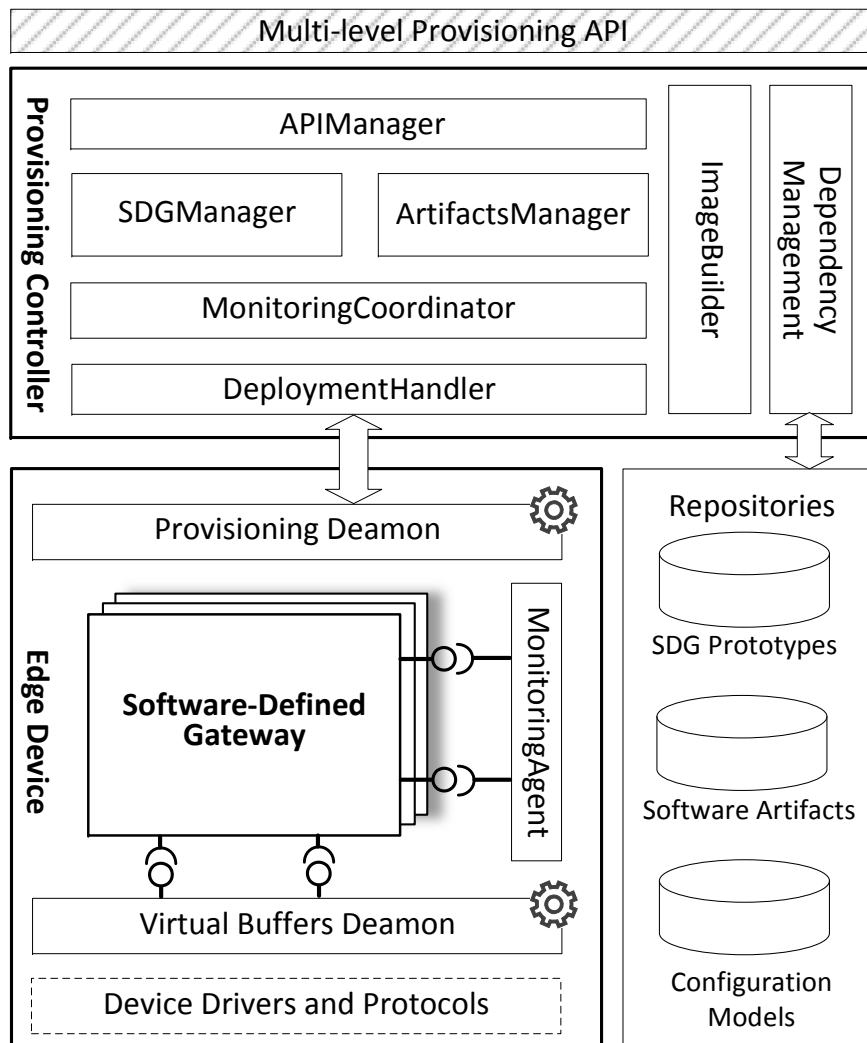 Multi-level Provisioning API
Provisioning Controller
APIManager
SDGManager
ArtifactsManager
MonitoringCoordinator
DeploymentHandler
ImageBuilder
Dependency
Management
Edge Device
Provisioning Deamon
Software-Defined
Gateway
MonitoringAgent
Virtual Buffers Deamon
Device Drivers and Protocols
Repositories
SDG Prototypes
Software Artifacts
Configuration
Models